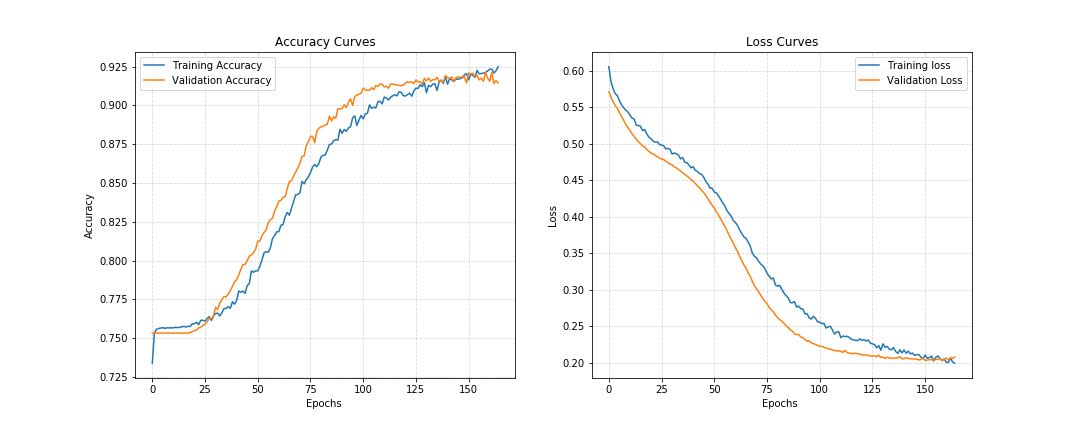 Accuracy Curves
Training Accuracy
Validation Accuracy
0.925
0.900
0.875
0.850
0.825
0.800
0.775
0.750
0.725
Accuracy
0 25 50 75 100 125 150
Epochs
Loss Curves
Training loss
Validation Loss
0.60
0.55
0.50
0.45
0.40
0.35
0.30
0.25
0.20
Loss
0 25 50 75 100 125 150
Epochs